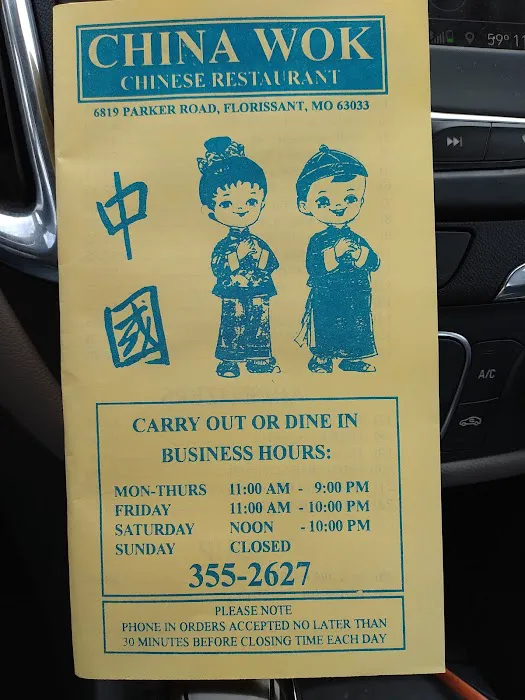 CHINA WOK
CHINESE RESTAURANT
6819 PARKER ROAD, FLORISSANT, MO 63033
中
國
CARRY OUT OR DINE IN
BUSINESS HOURS:
MON-THURS 11:00 AM - 9:00 PM
FRIDAY 11:00 AM - 10:00 PM
SATURDAY NOON - 10:00 PM
SUNDAY CLOSED
355-2627
PLEASE NOTE
PHONE IN ORDERS ACCEPTED NO LATER THAN
30 MINUTES BEFORE CLOSING TIME EACH DAY
59°
A/C